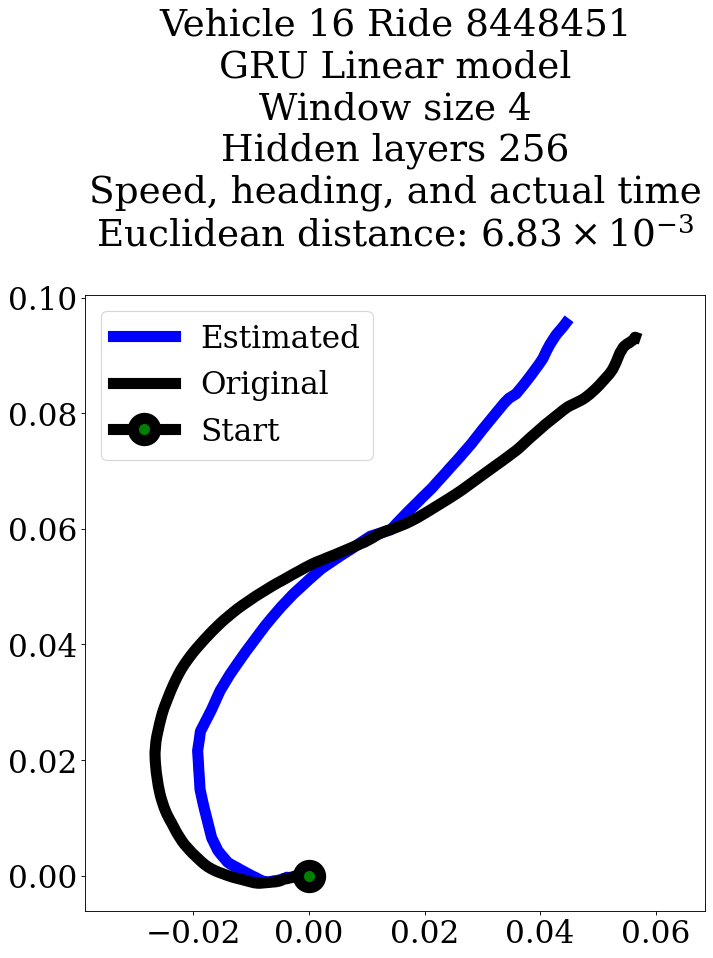 Vehicle 16 Ride 8448451
GRU Linear model
Window size 4
Hidden layers 256
Speed, heading, and actual time
Euclidean distance: 6.83 × 10⁻³
0.10
0.08
0.06
0.04
0.02
0.00
Estimated
Original
Start
−0.02 0.00 0.02 0.04 0.06